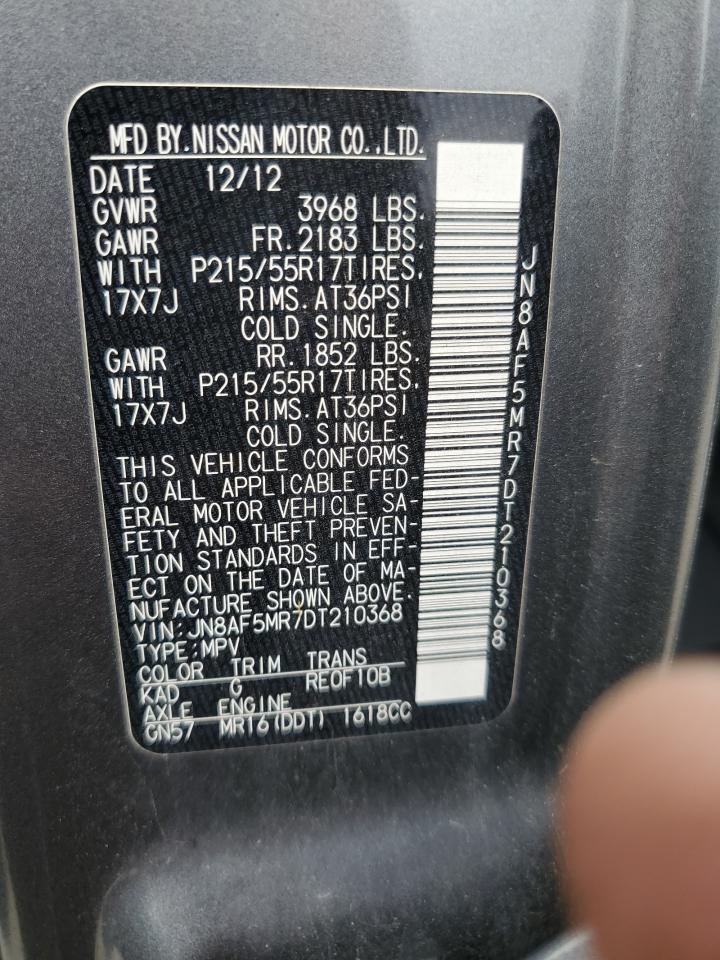 MFD BY.NISSAN MOTOR CO.,LTD.
DATE 12/12
GVWR 3968 LBS.
GAWR FR.2183 LBS.
WITH P215/55R17TIRES.
17X7J RIMS.AT36PSI
COLD SINGLE.
GAWR RR.1852 LBS.
WITH P215/55R17TIRES.
17X7J RIMS.AT36PSI
COLD SINGLE.
THIS VEHICLE CONFORMS
TO ALL APPLICABLE FED-
ERAL MOTOR VEHICLE SA-
FETY AND THEFT PREVEN-
TION STANDARDS IN EFF-
ECT ON THE DATE OF MA-
NUFACTURE SHOWN ABOVE.
VIN:JN8AF5MR7DT210368
TYPE:MPV
COLOR TRIM TRANS
KAD G RE0F10B
AXLE ENGINE
GN57 MR16(DDT) 1618CC
JN8AF5MR7DT210368